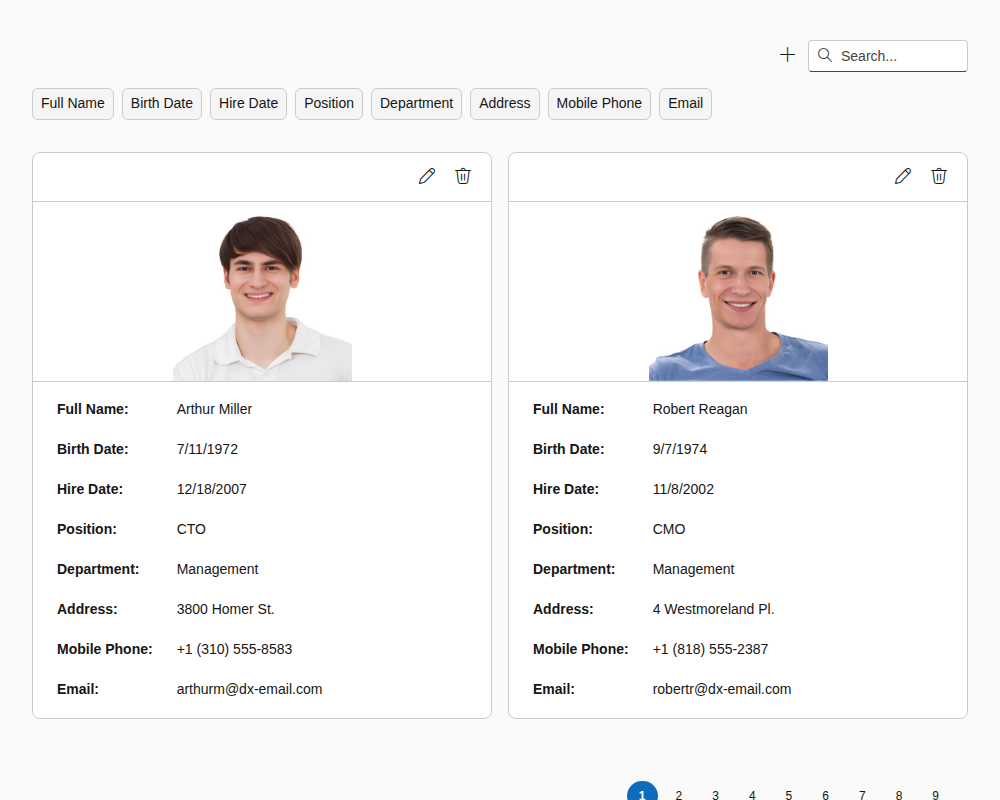 Search...
Full Name Birth Date Hire Date Position Department Address Mobile Phone Email
Full Name: Arthur Miller
Birth Date: 7/11/1972
Hire Date: 12/18/2007
Position: CTO
Department: Management
Address: 3800 Homer St.
Mobile Phone: +1 (310) 555-8583
Email: arthurm@dx-email.com
Full Name: Robert Reagan
Birth Date: 9/7/1974
Hire Date: 11/8/2002
Position: CMO
Department: Management
Address: 4 Westmoreland Pl.
Mobile Phone: +1 (818) 555-2387
Email: robertr@dx-email.com
1 2 3 4 5 6 7 8 9